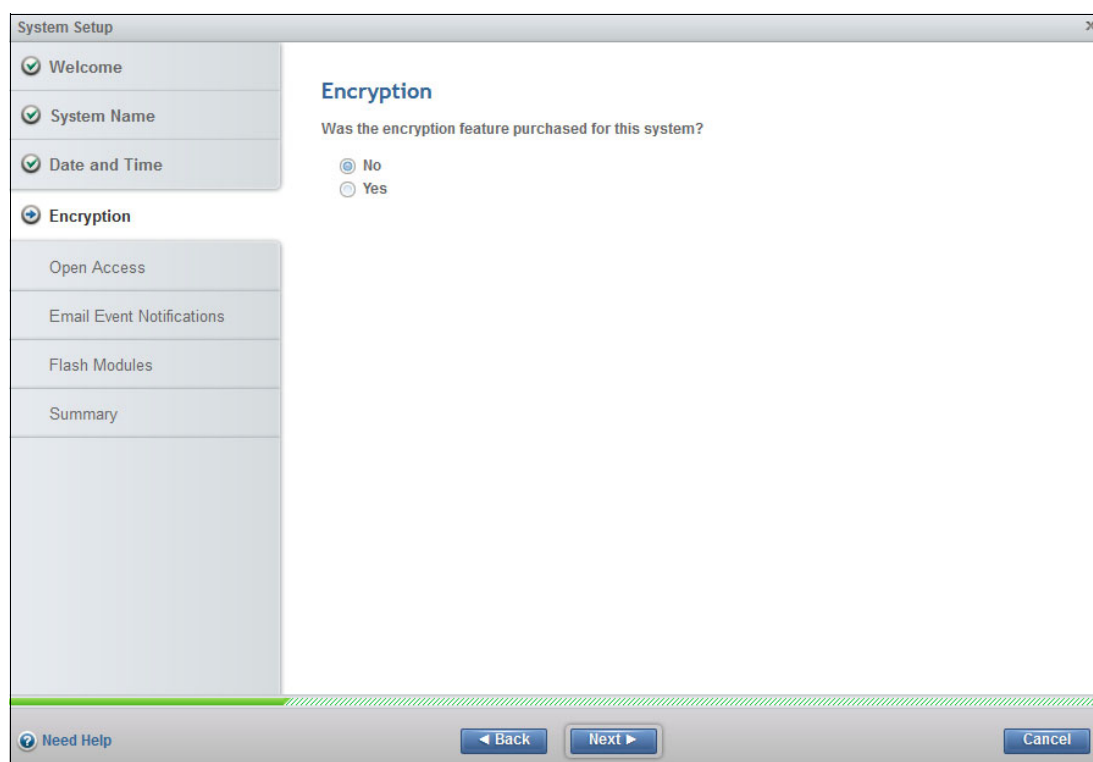 System Setup
Welcome
System Name
Date and Time
Encryption
Open Access
Email Event Notifications
Flash Modules
Summary
Encryption
Was the encryption feature purchased for this system?
No
Yes
Need Help
Back
Next
Cancel